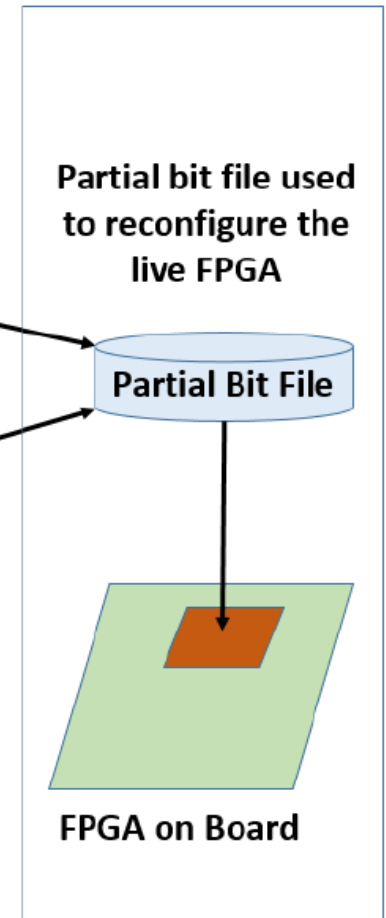 Partial bit file used
to reconfigure the
live FPGA
Partial Bit File
FPGA on Board